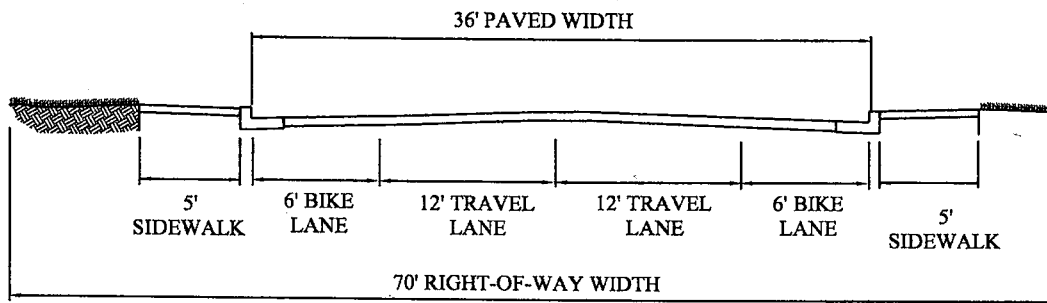 36' PAVED WIDTH
5'
SIDEWALK
6' BIKE
LANE
12' TRAVEL
LANE
12' TRAVEL
LANE
6' BIKE
LANE
5'
SIDEWALK
70' RIGHT-OF-WAY WIDTH